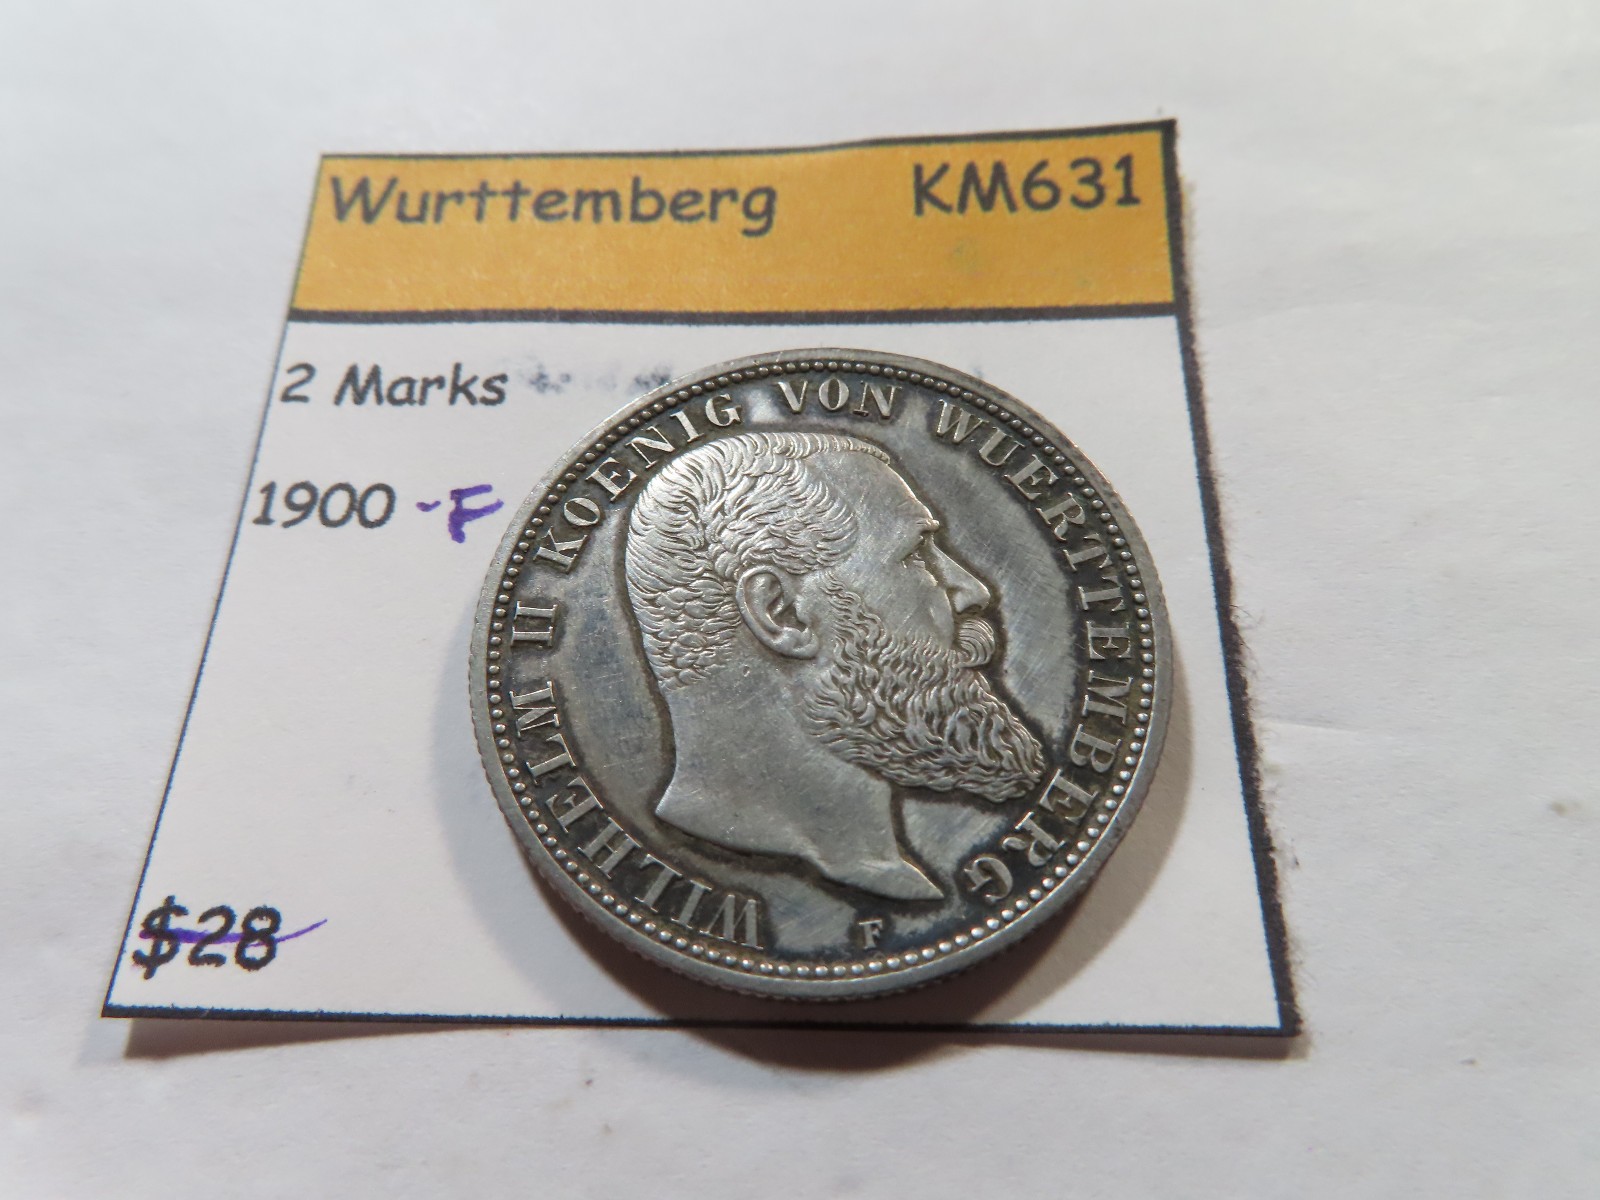 Wurttemberg KM631
2 Marks
1900 -F
$28
WILHELM II KOENIG VON WUERTTEMBERG
F